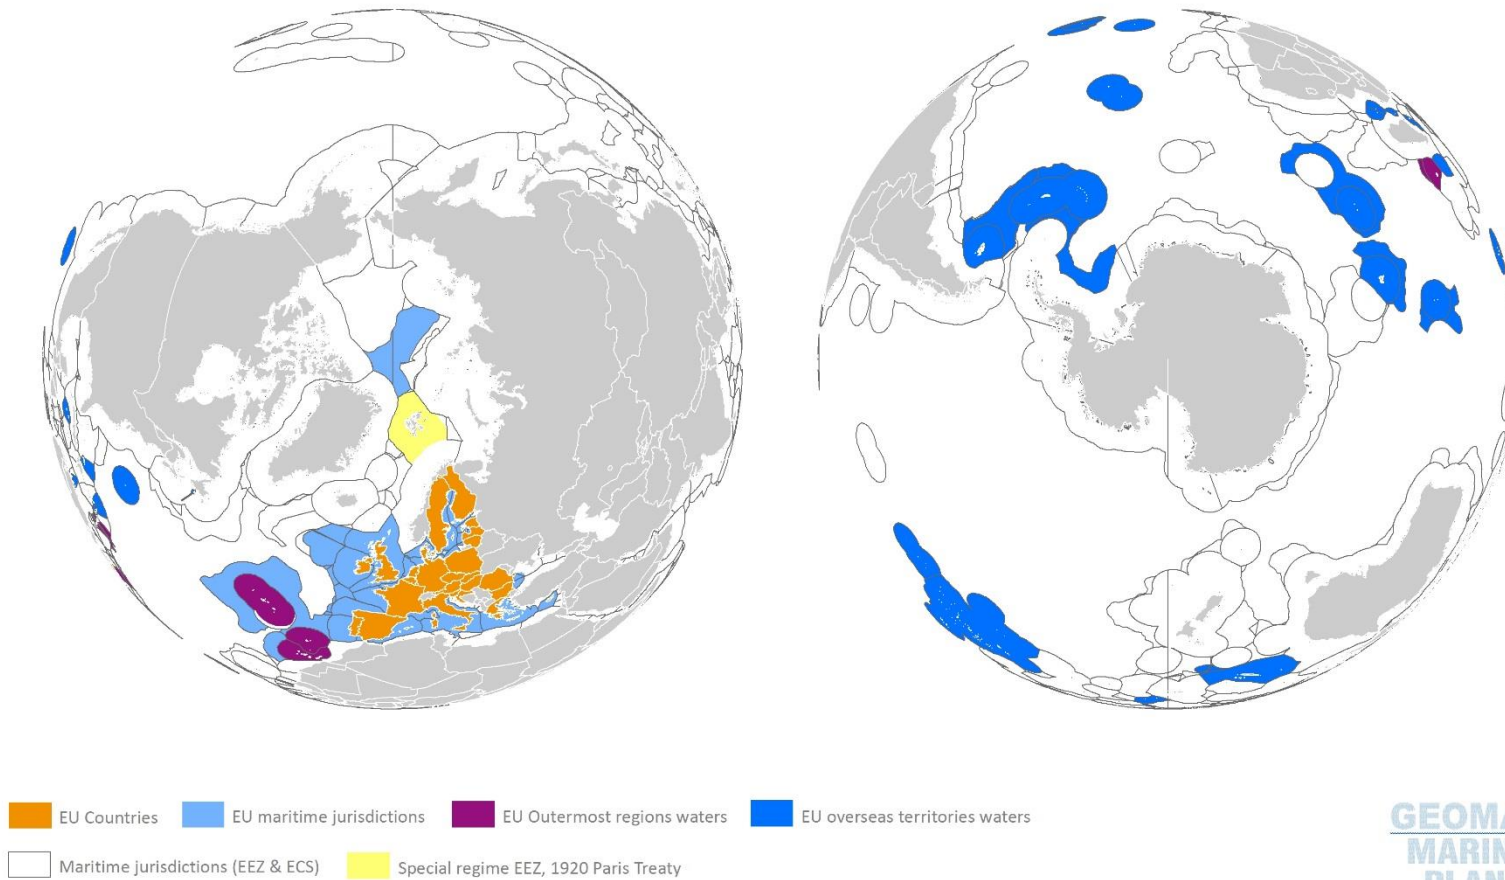 EU Countries
EU maritime jurisdictions
EU Outermost regions waters
EU overseas territories waters
Maritime jurisdictions (EEZ & ECS)
Special regime EEZ, 1920 Paris Treaty